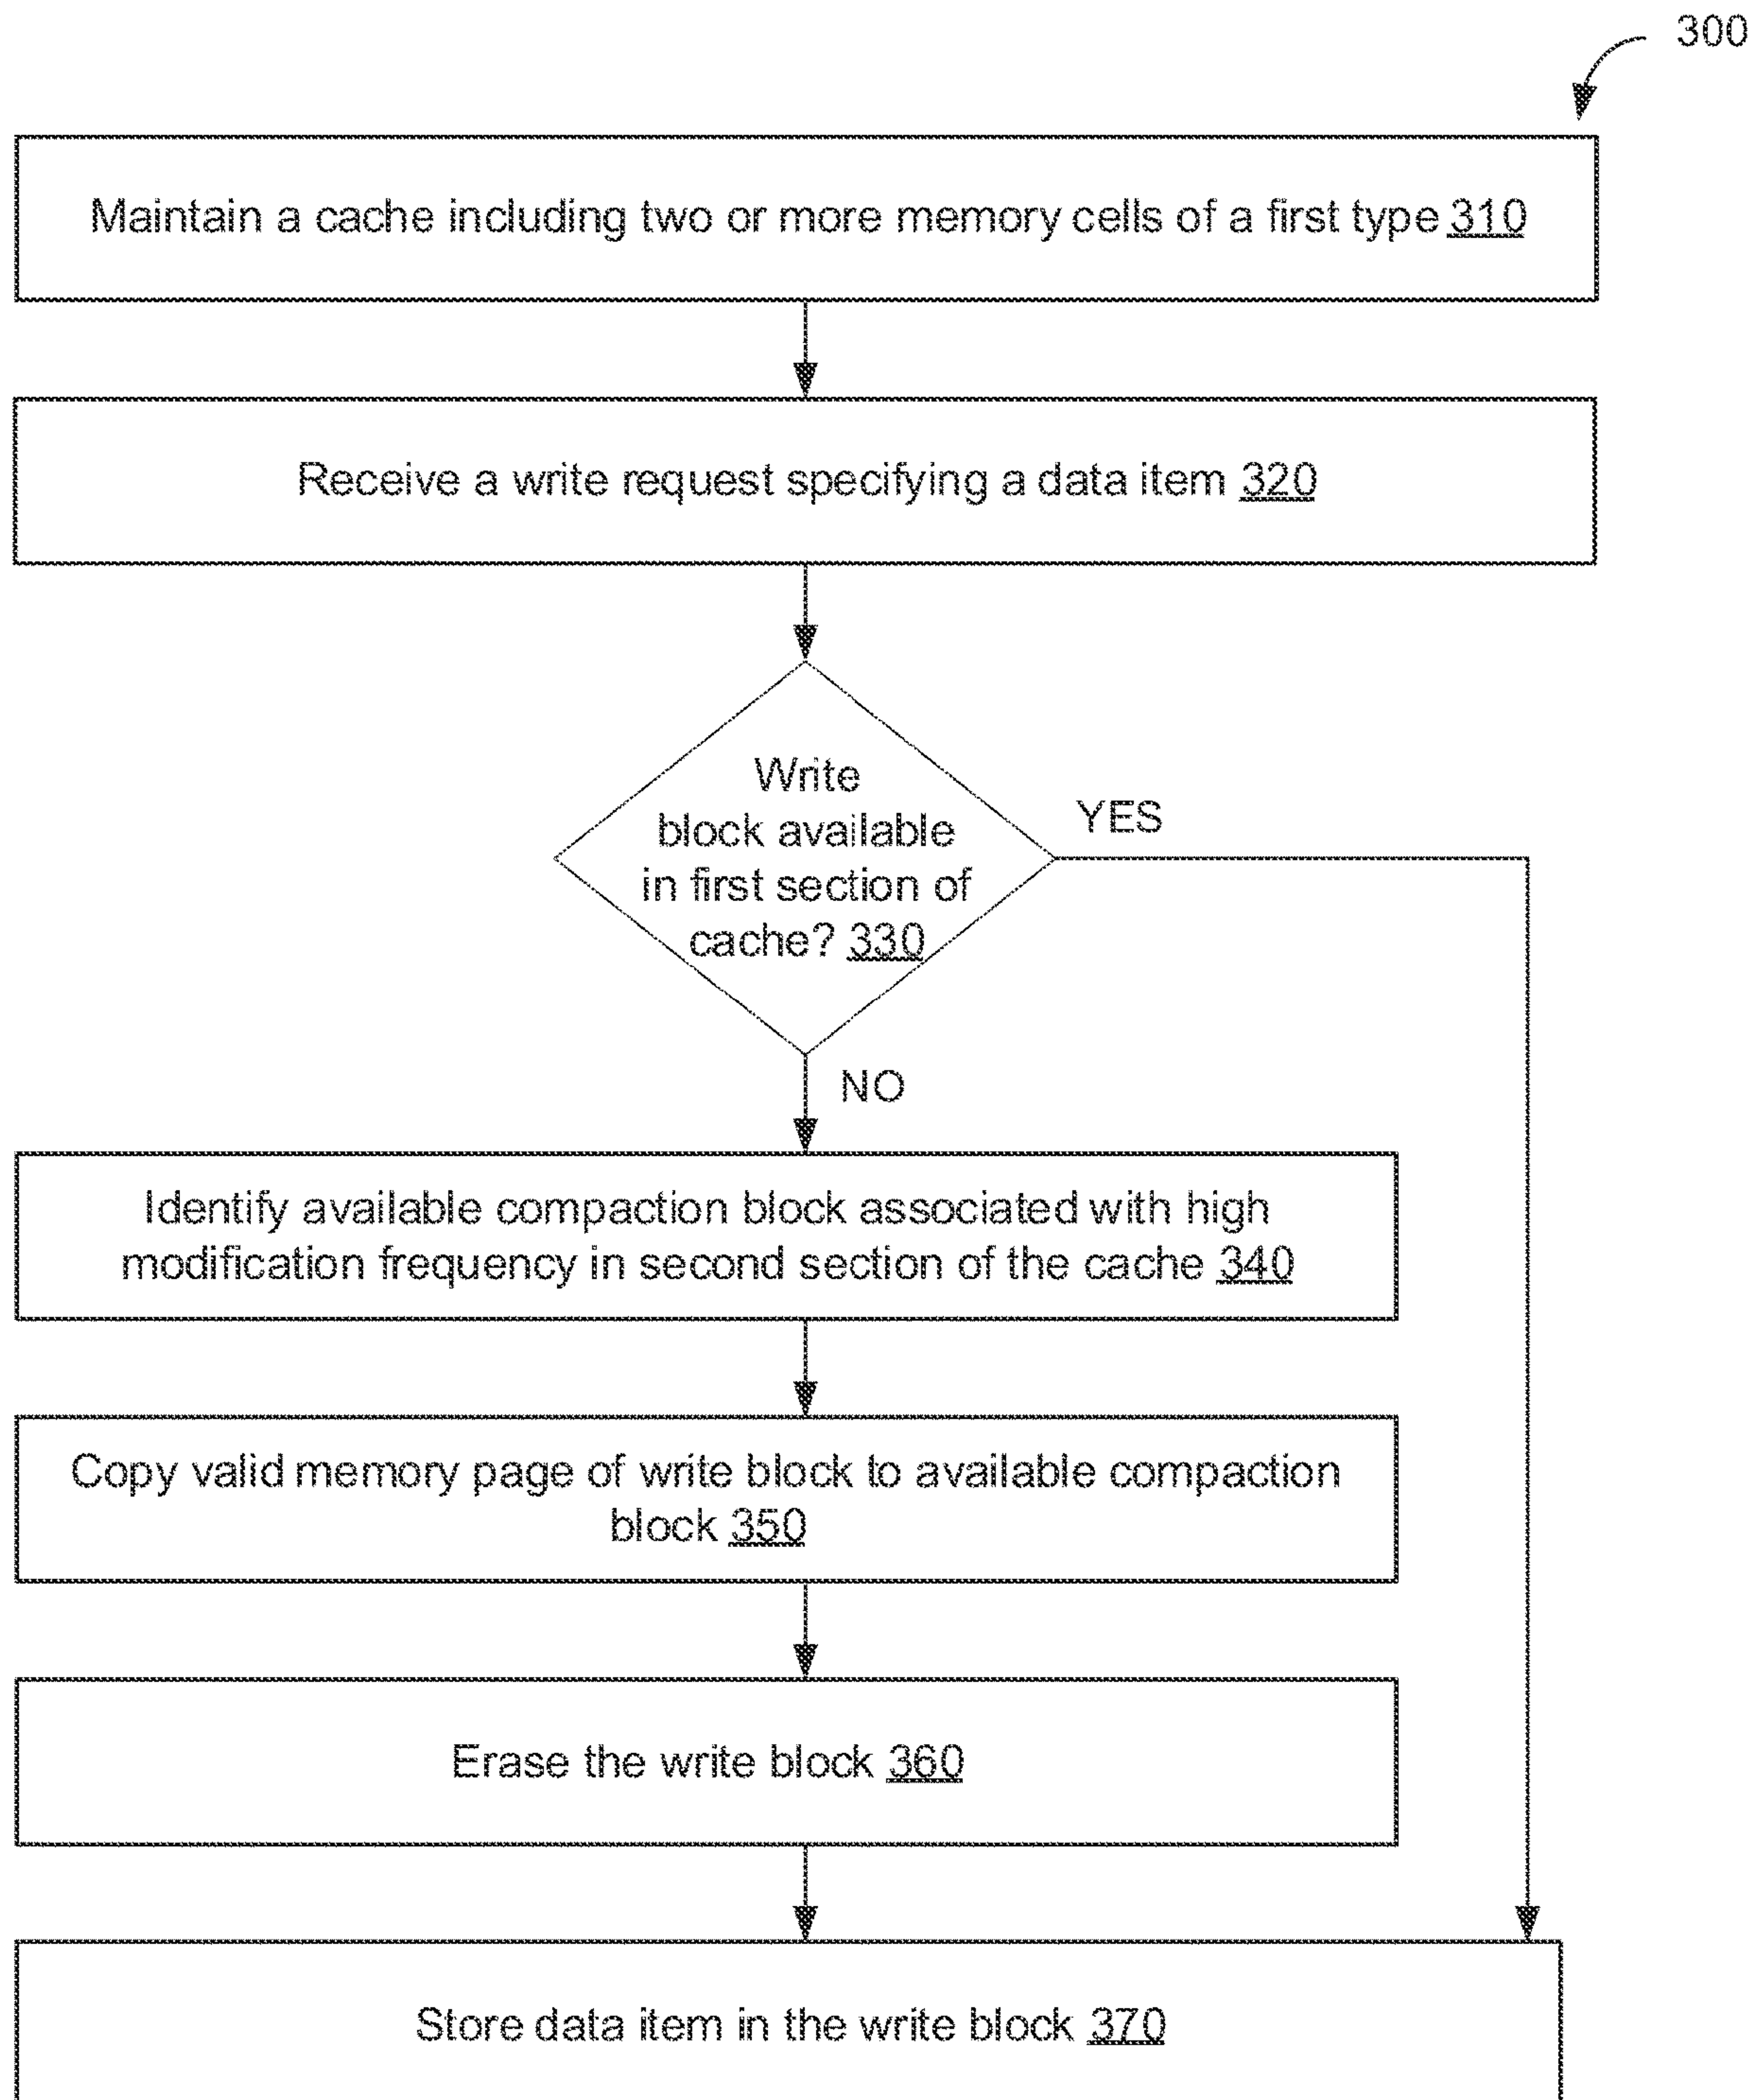 300
Maintain a cache including two or more memory cells of a first type 310
Receive a write request specifying a data item 320
Write
block available
in first section of
cache? 330
YES
NO
Identify available compaction block associated with high
modification frequency in second section of the cache 340
Copy valid memory page of write block to available compaction
block 350
Erase the write block 360
Store data item in the write block 370